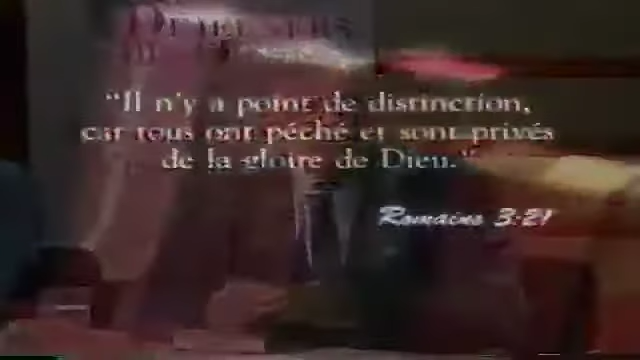 "Il n'y a point de distinction,
car tous ont péché et sont privés
de la gloire de Dieu."
Romains 3:21